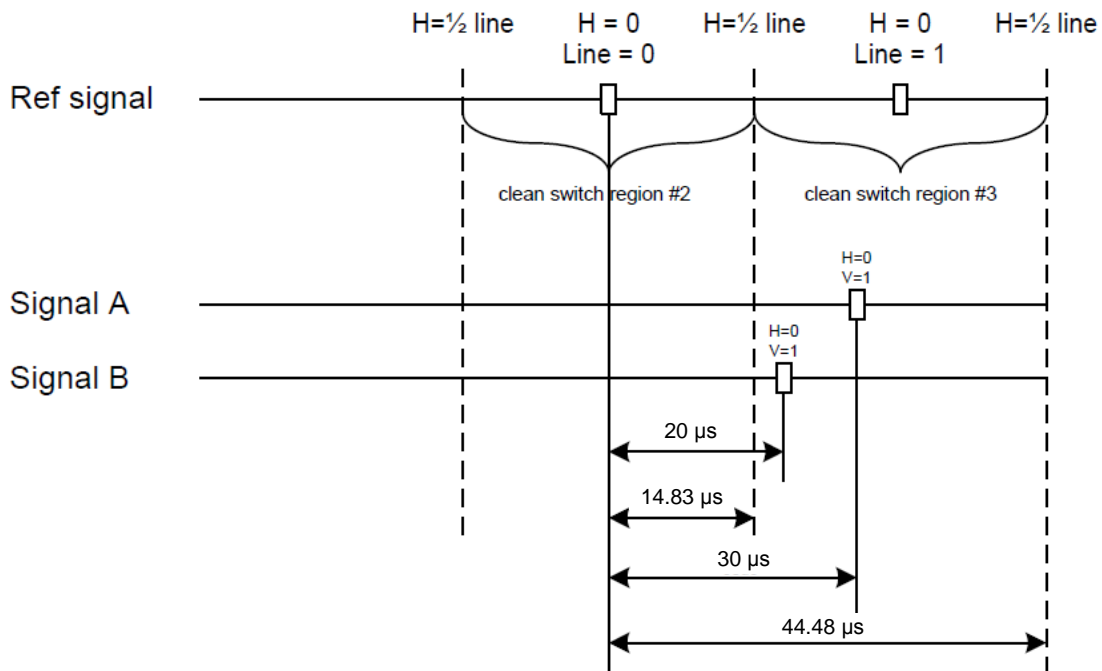 H=½ line
H = 0
Line = 0
H=½ line
H = 0
Line = 1
H=½ line
Ref signal
clean switch region #2
clean switch region #3
H=0
V=1
Signal A
H=0
V=1
Signal B
20 µs
14.83 µs
30 µs
44.48 µs